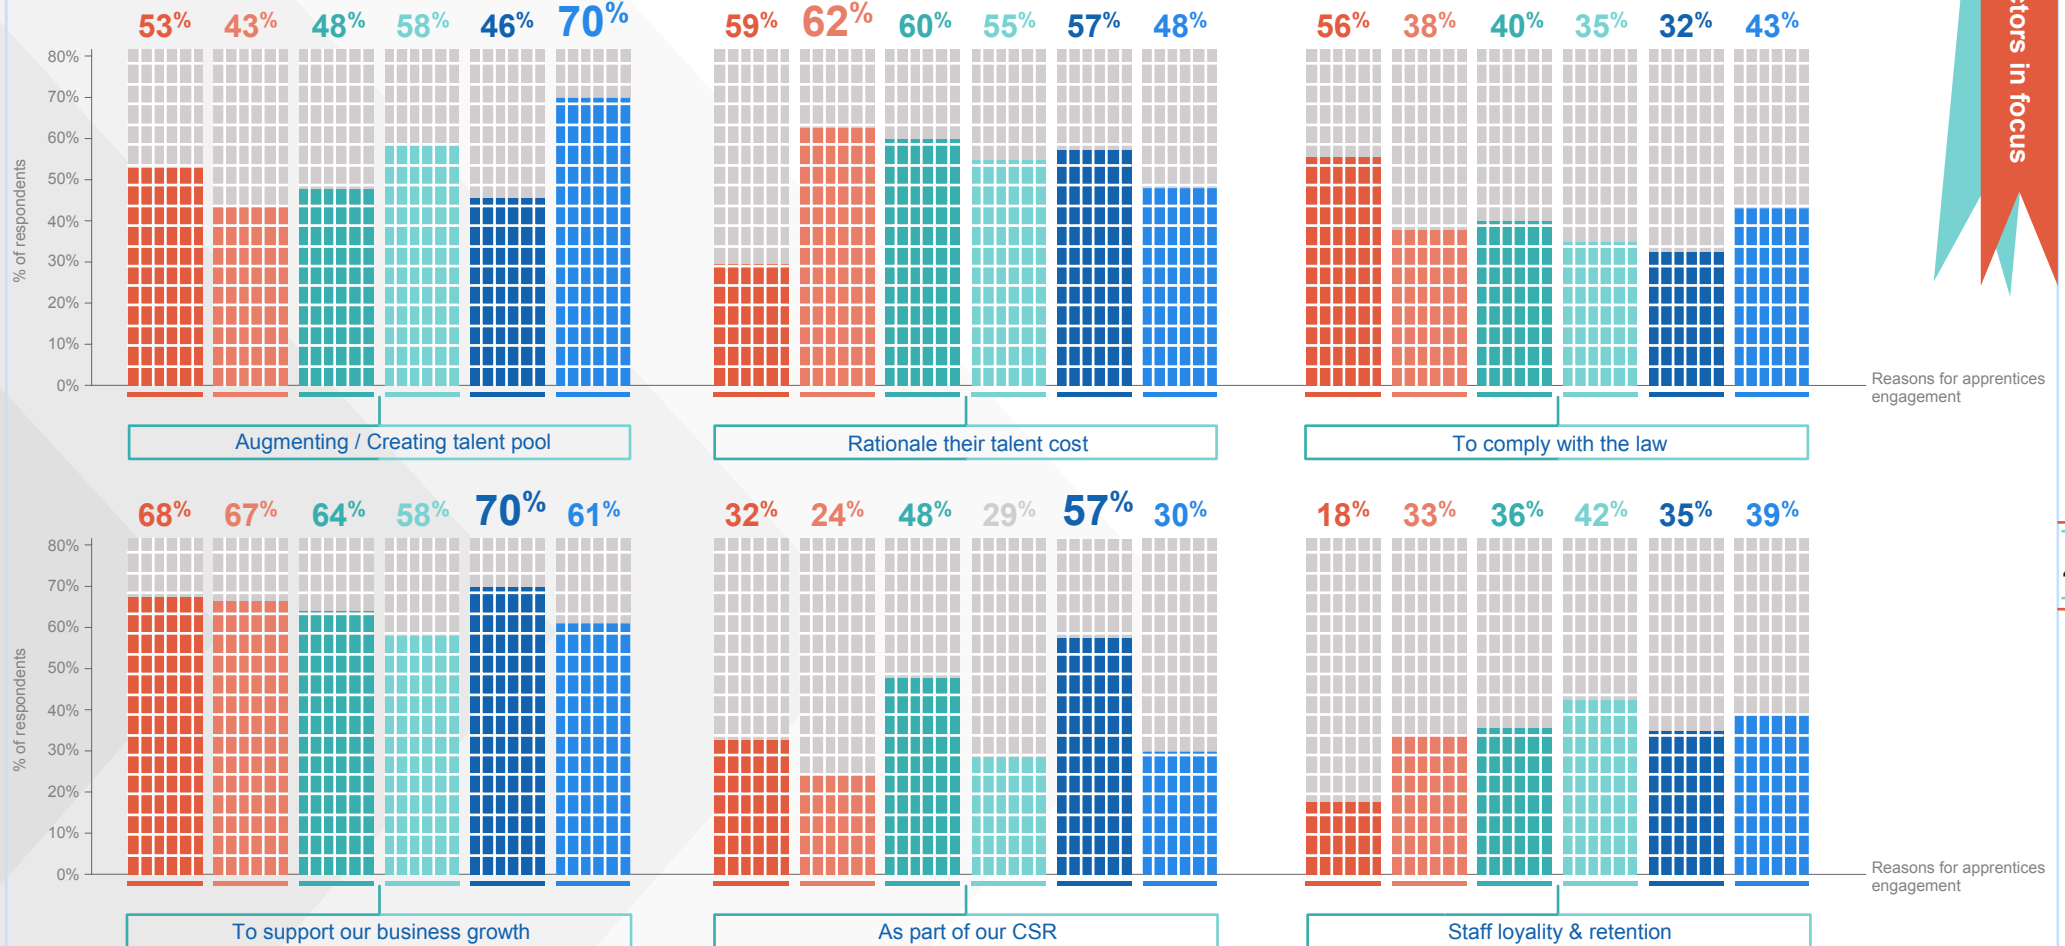 53% 43% 48% 58% 46% 70% 59% 62% 60% 55% 57% 48% 56% 38% 40% 35% 32% 43%
80%
70%
60%
50%
40%
30%
20%
10%
0%
% of respondents
Reasons for apprentices
engagement
Augmenting / Creating talent pool
Rationale their talent cost
To comply with the law
ctors in focus
68% 67% 64% 58% 70% 61% 32% 24% 48% 29% 57% 30% 18% 33% 36% 42% 35% 39%
80%
70%
60%
50%
40%
30%
20%
10%
0%
% of respondents
Reasons for apprentices
engagement
To support our business growth
As part of our CSR
Staff loyality & retention